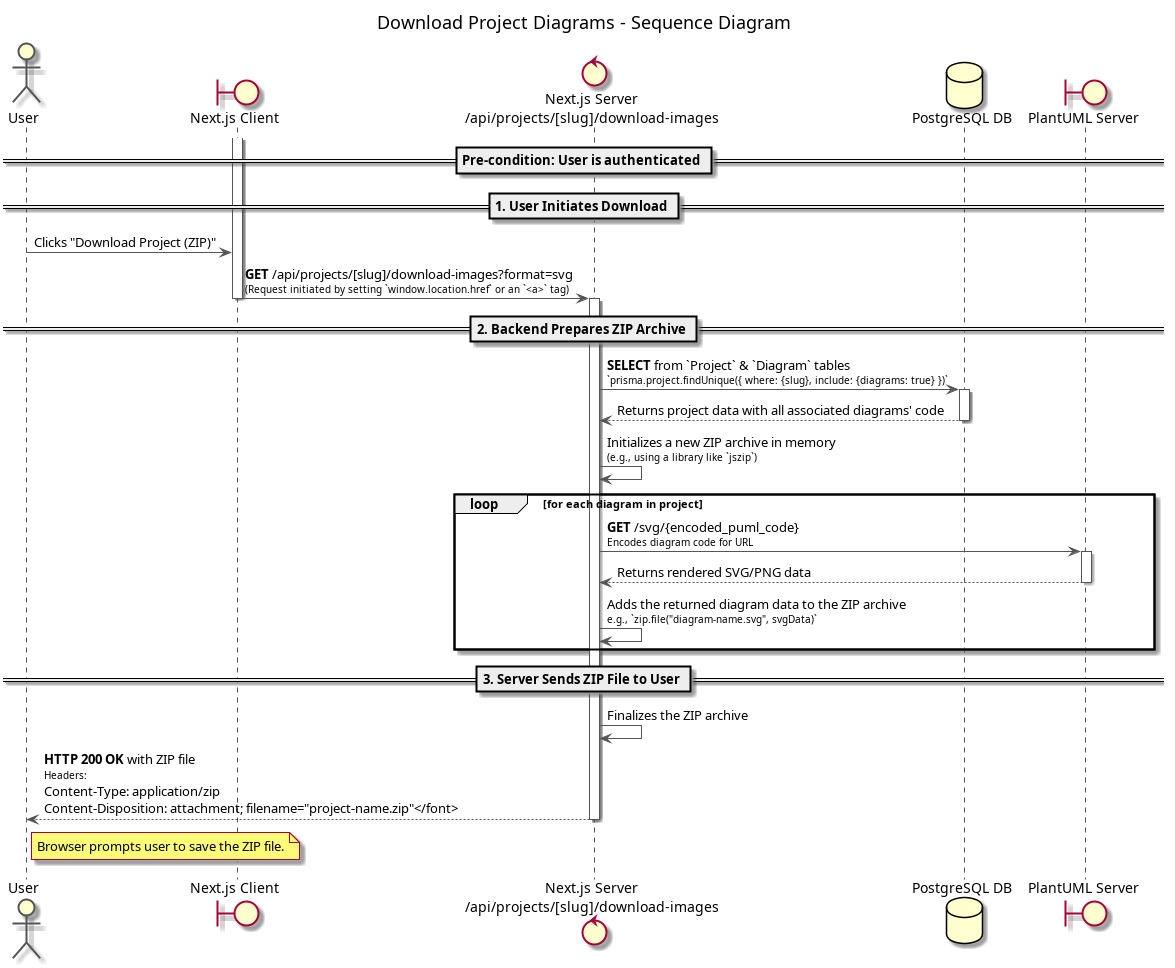 Download Project Diagrams - Sequence Diagram
User
Next.js Client
Next.js Server
/api/projects/[slug]/download-images
PostgreSQL DB
PlantUML Server
Pre-condition: User is authenticated
1. User Initiates Download
Clicks "Download Project (ZIP)"
GET /api/projects/[slug]/download-images?format=svg
(Request initiated by setting `window.location.href` or an `<a>` tag)
2. Backend Prepares ZIP Archive
SELECT from `Project` & `Diagram` tables
`prisma.project.findUnique({ where: {slug}, include: {diagrams: true} })`
Returns project data with all associated diagrams' code
Initializes a new ZIP archive in memory
(e.g., using a library like `jszip`)
loop [for each diagram in project]
GET /svg/{encoded_puml_code}
Encodes diagram code for URL
Returns rendered SVG/PNG data
Adds the returned diagram data to the ZIP archive
e.g., `zip.file("diagram-name.svg", svgData)`
3. Server Sends ZIP File to User
Finalizes the ZIP archive
HTTP 200 OK with ZIP file
Headers:
Content-Type: application/zip
Content-Disposition: attachment; filename="project-name.zip"</font>
Browser prompts user to save the ZIP file.
User
Next.js Client
Next.js Server
/api/projects/[slug]/download-images
PostgreSQL DB
PlantUML Server